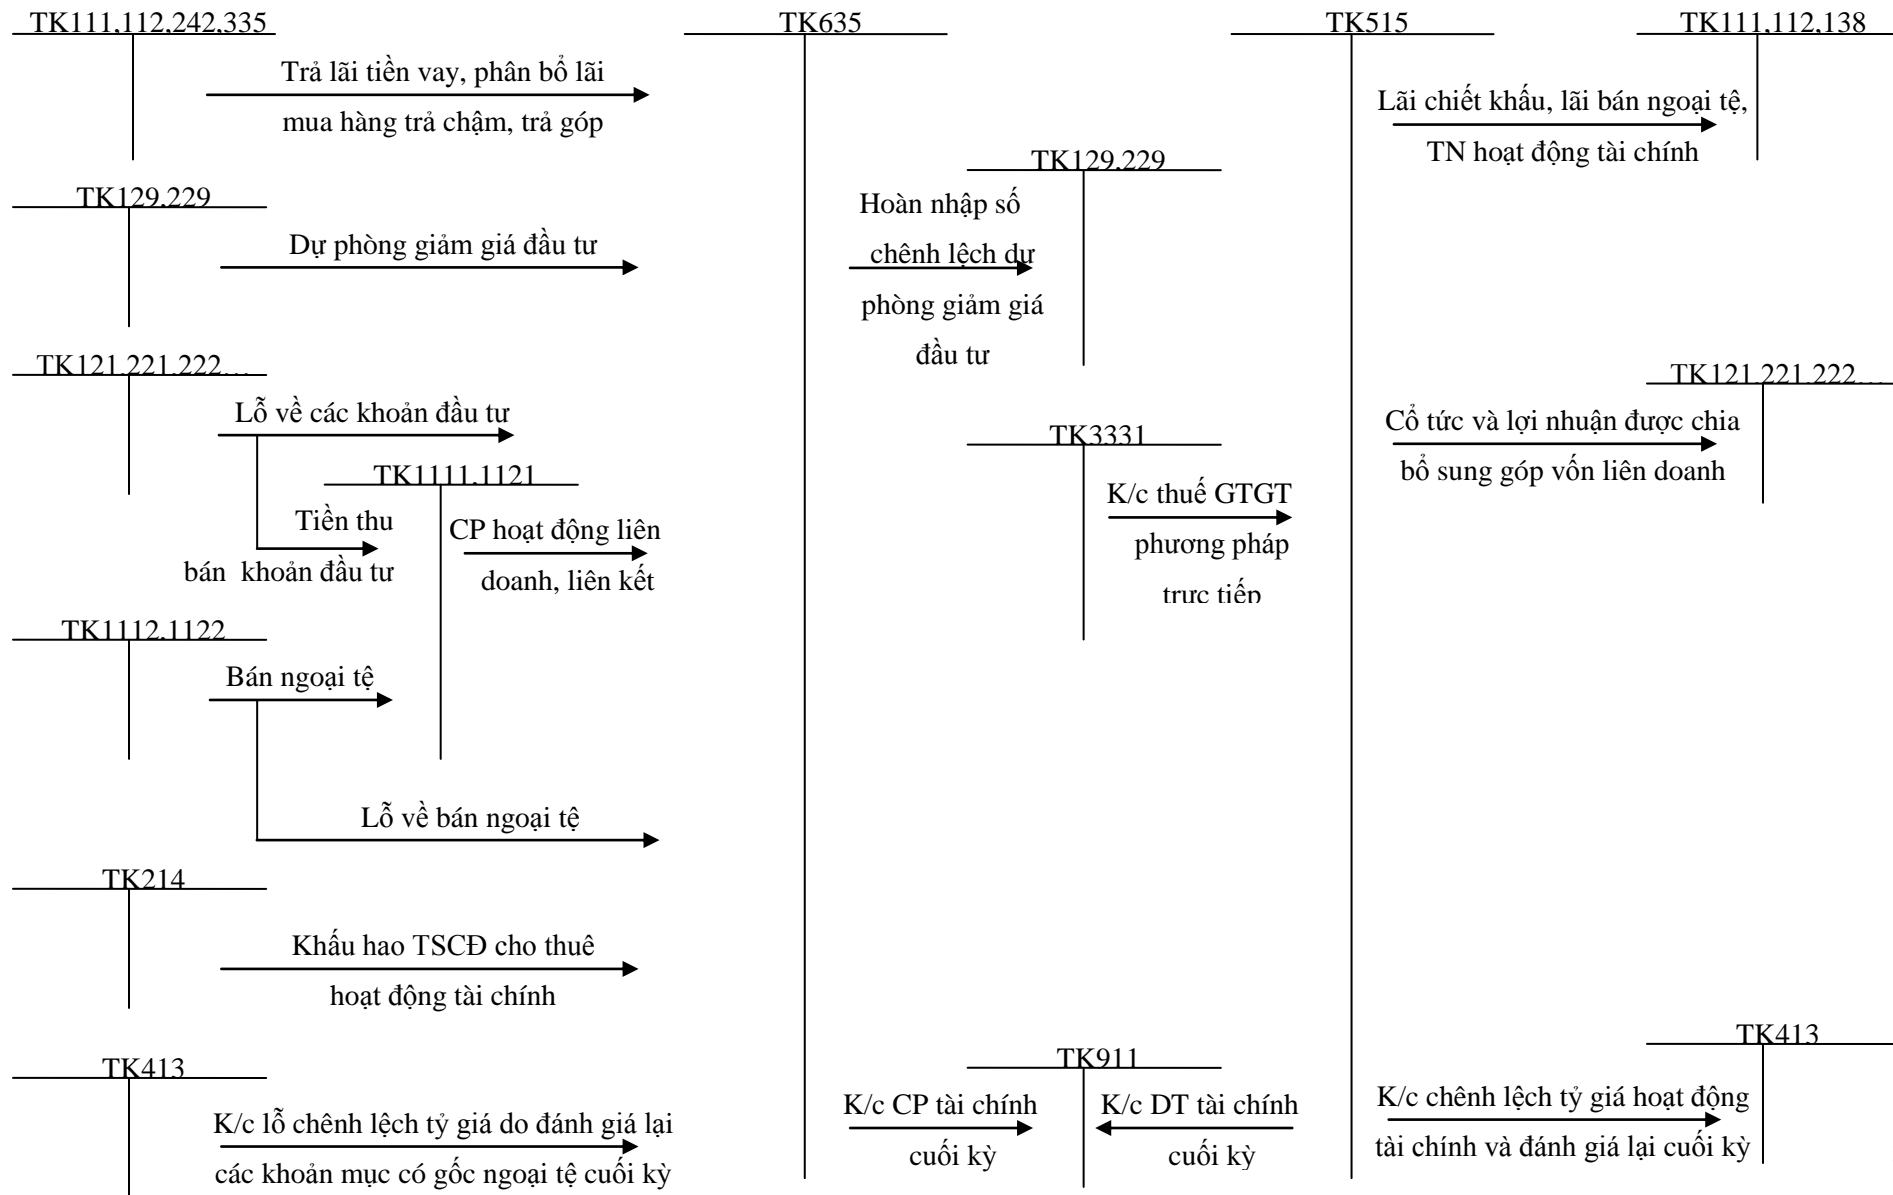 TK111,112,242,335
TK635
TK515
TK111,112,138
Trả lãi tiền vay, phân bổ lãi
mua hàng trả chậm, trả góp
Lãi chiết khấu, lãi bán ngoại tệ,
TN hoạt động tài chính
TK129,229
Dự phòng giảm giá đầu tư
TK129,229
Hoàn nhập số
chênh lệch dự
phòng giảm giá
đầu tư
TK121,221,222…
Lỗ về các khoản đầu tư
TK1111,1121
Tiền thu
bán khoản đầu tư
CP hoạt động liên
doanh, liên kết
TK3331
K/c thuế GTGT
phương pháp
trực tiếp
TK121,221,222…
Cổ tức và lợi nhuận được chia
bổ sung góp vốn liên doanh
TK1112,1122
Bán ngoại tệ
Lỗ về bán ngoại tệ
TK214
Khấu hao TSCĐ cho thuê
hoạt động tài chính
TK413
K/c lỗ chênh lệch tỷ giá do đánh giá lại
các khoản mục có gốc ngoại tệ cuối kỳ
TK911
K/c CP tài chính
cuối kỳ
K/c DT tài chính
cuối kỳ
TK413
K/c chênh lệch tỷ giá hoạt động
tài chính và đánh giá lại cuối kỳ